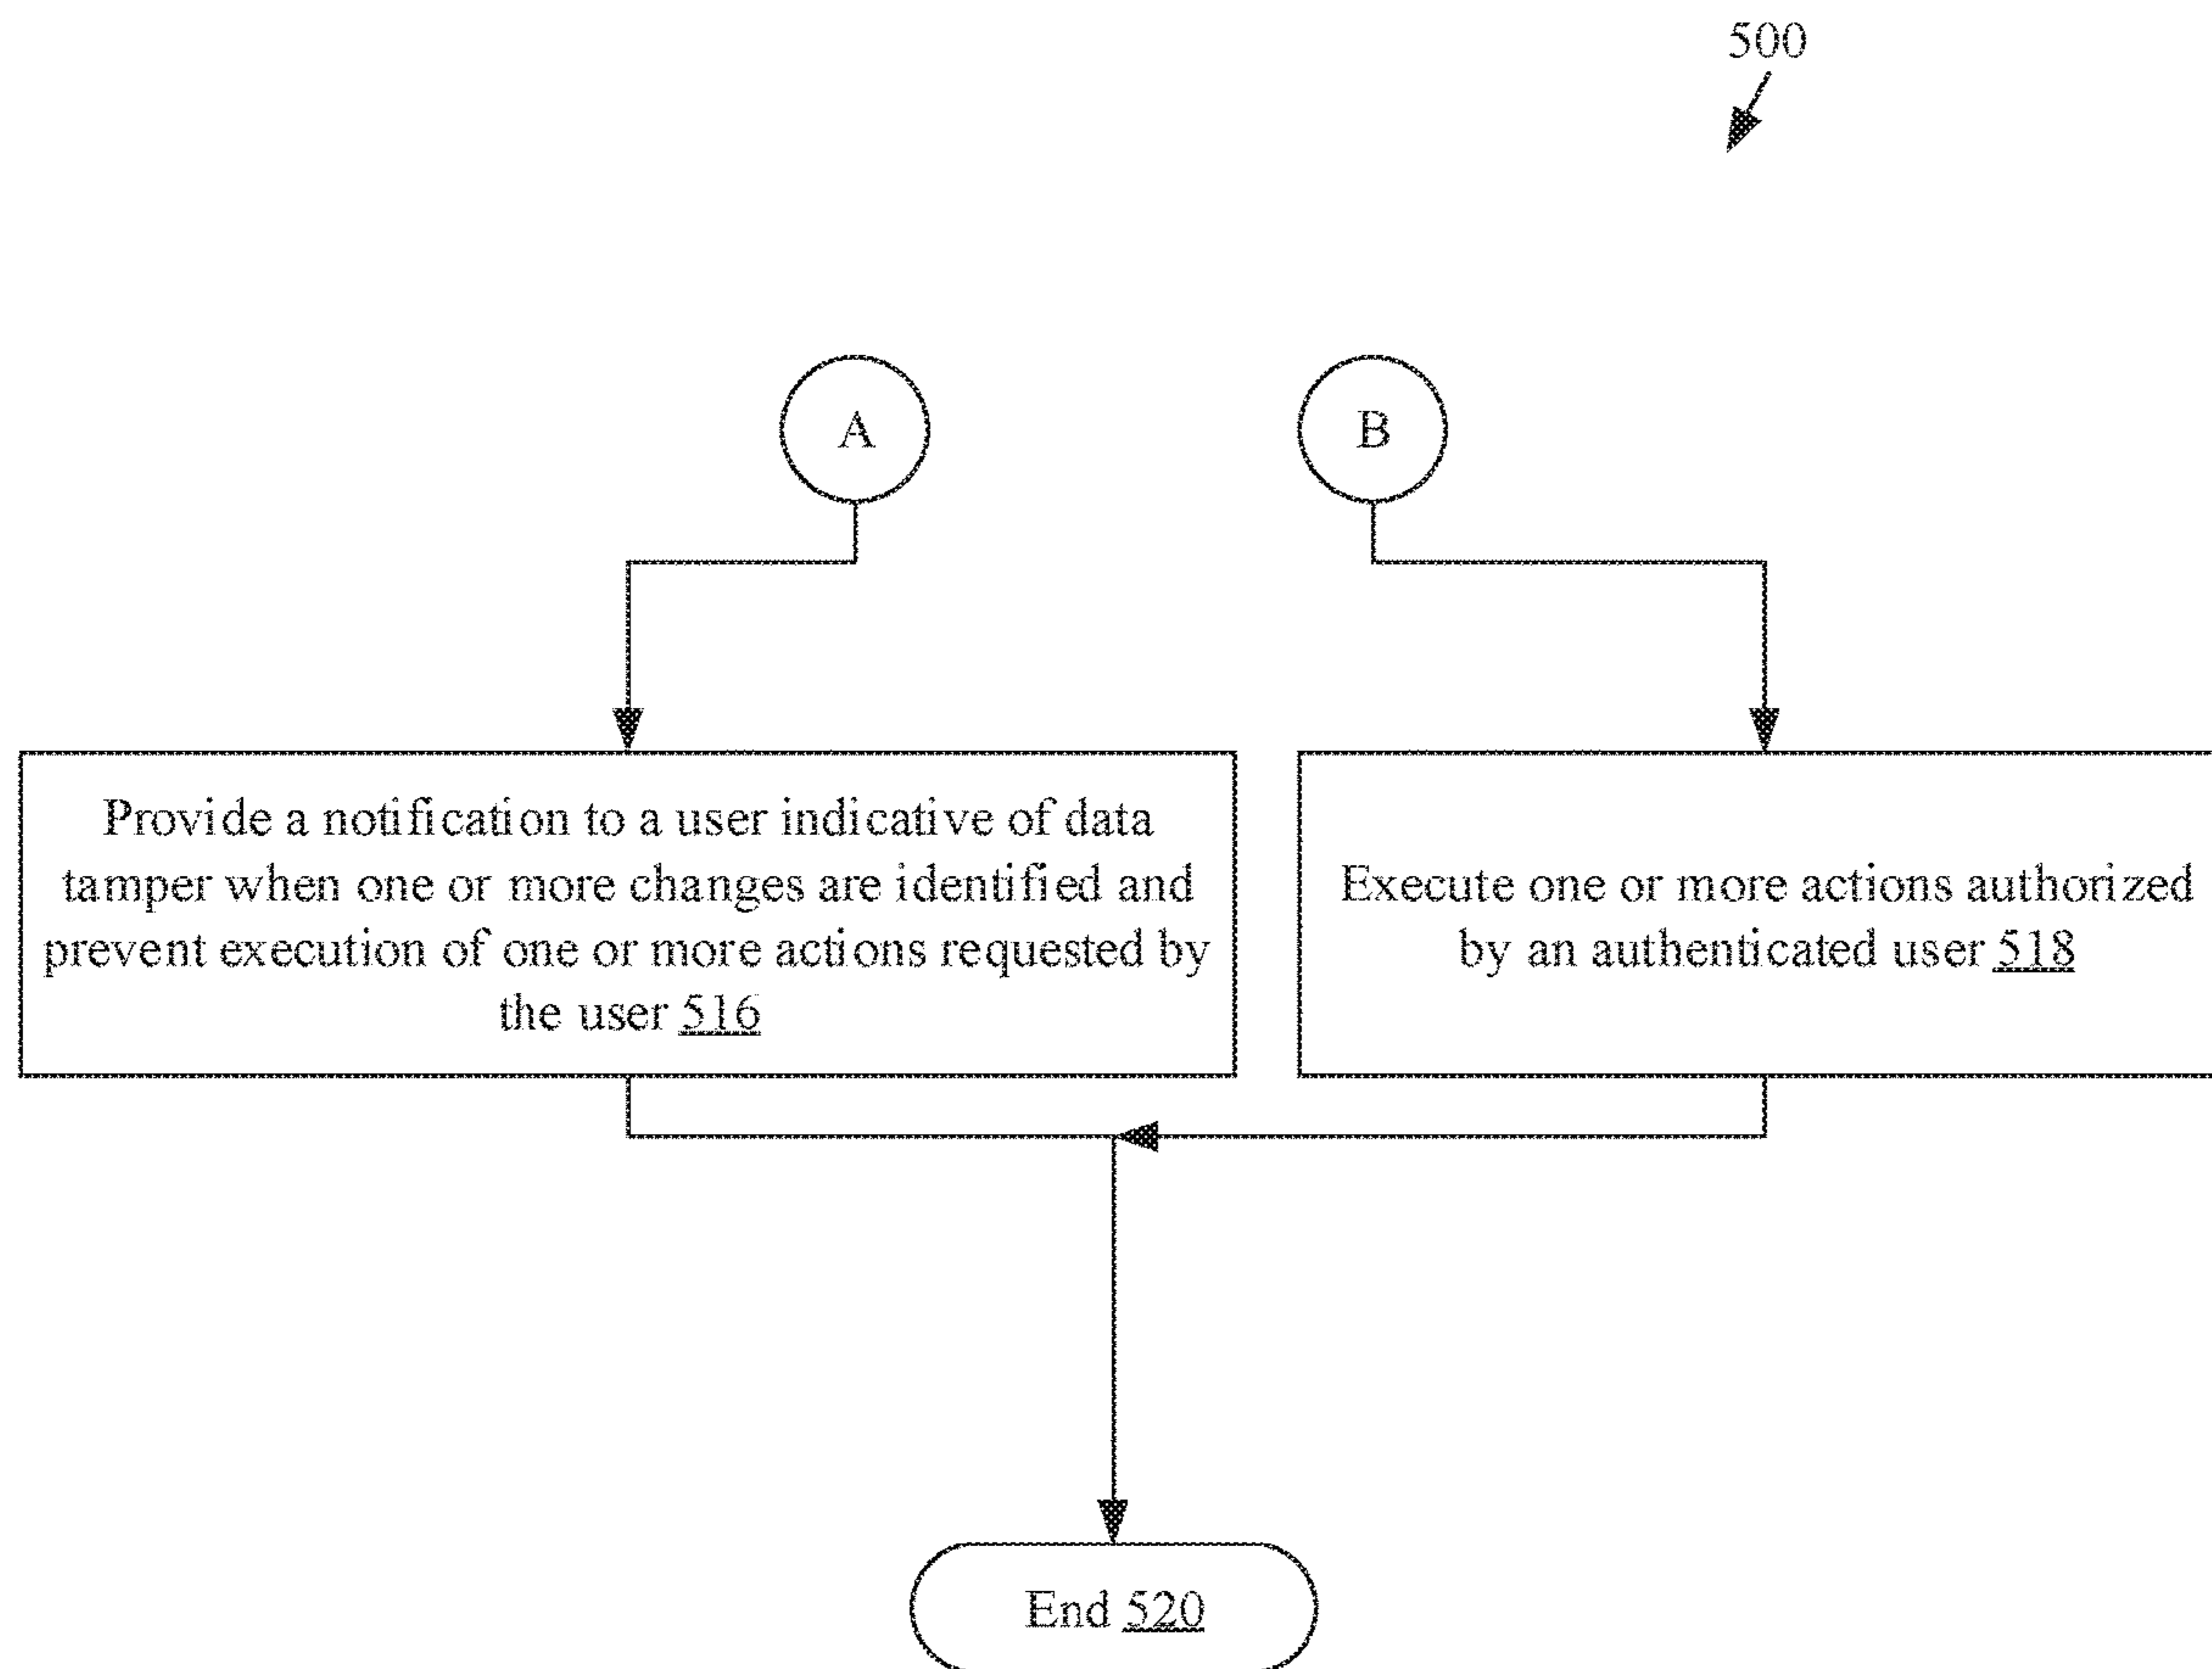 500
A
B
Provide a notification to a user indicative of data
tamper when one or more changes are identified and
prevent execution of one or more actions requested by
the user 516
Execute one or more actions authorized
by an authenticated user 518
End 520